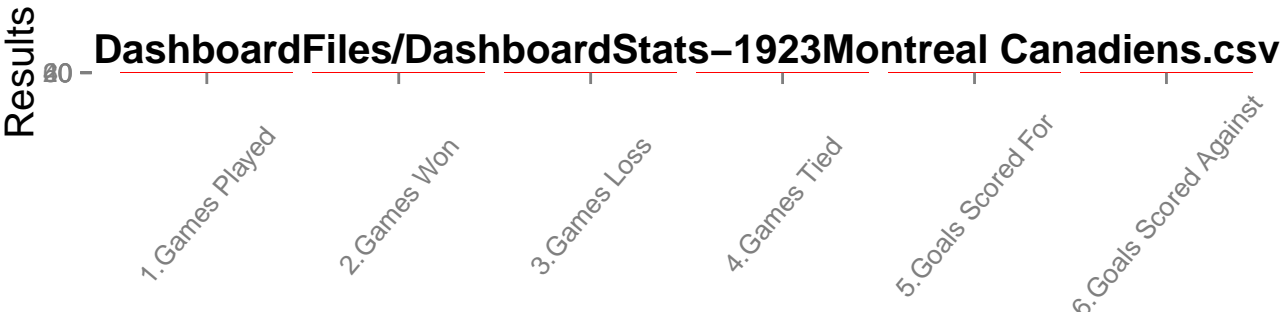 DashboardFiles/DashboardStats−1923Montreal Canadiens.csv
Results
1.Games Played
2.Games Won
3.Games Loss
4.Games Tied
5.Goals Scored For
6.Goals Scored Against